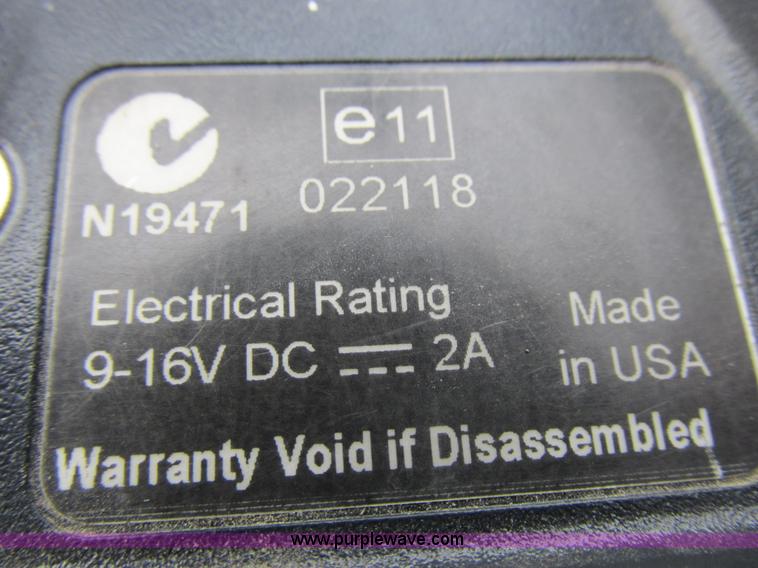 e11
N19471 022118
Electrical Rating
9-16V DC 2A
Made
in USA
Warranty Void if Disassembled
www.purplewave.com